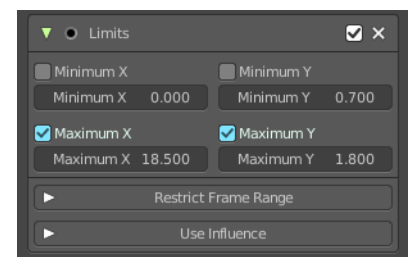 Limits
Minimum X Minimum Y
Minimum X 0.000 Minimum Y 0.700
Maximum X Maximum Y
Maximum X 18.500 Maximum Y 1.800
Restrict Frame Range
Use Influence